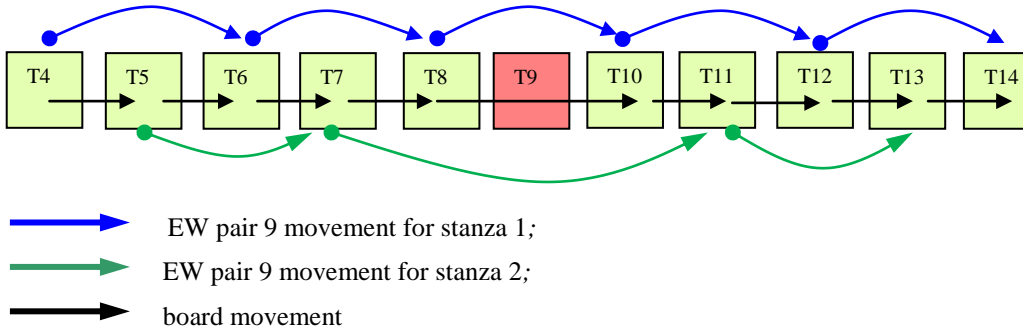 T4 T5 T6 T7 T8 T9 T10 T11 T12 T13 T14
EW pair 9 movement for stanza 1;
EW pair 9 movement for stanza 2;
board movement